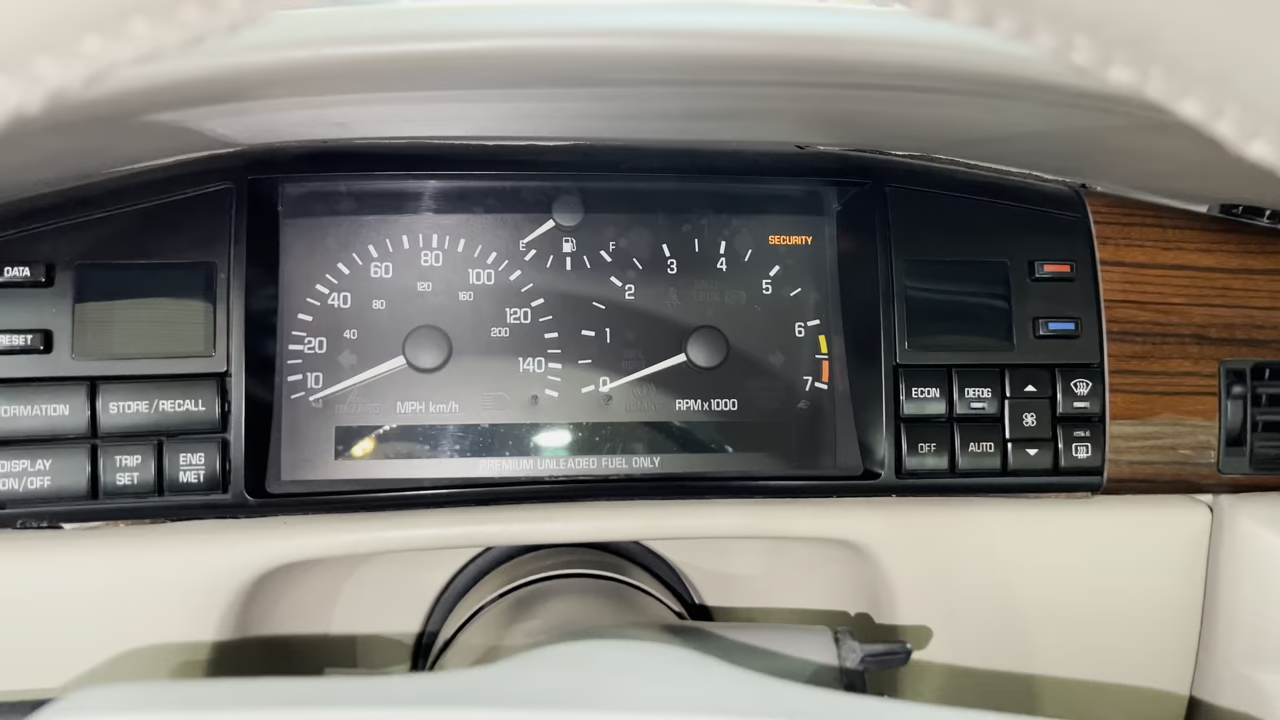 DATA
RESET
ORMATION
STORE/RECALL
DISPLAY
ON/OFF
TRIP
SET
ENG
MET
E
F
SECURITY
10
20
40
60
80
100
120
140
40
80
120
160
200
MPH km/h
0
1
2
3
4
5
6
7
RPM x 1000
PREMIUM UNLEADED FUEL ONLY
ECON
DEFOG
OFF
AUTO